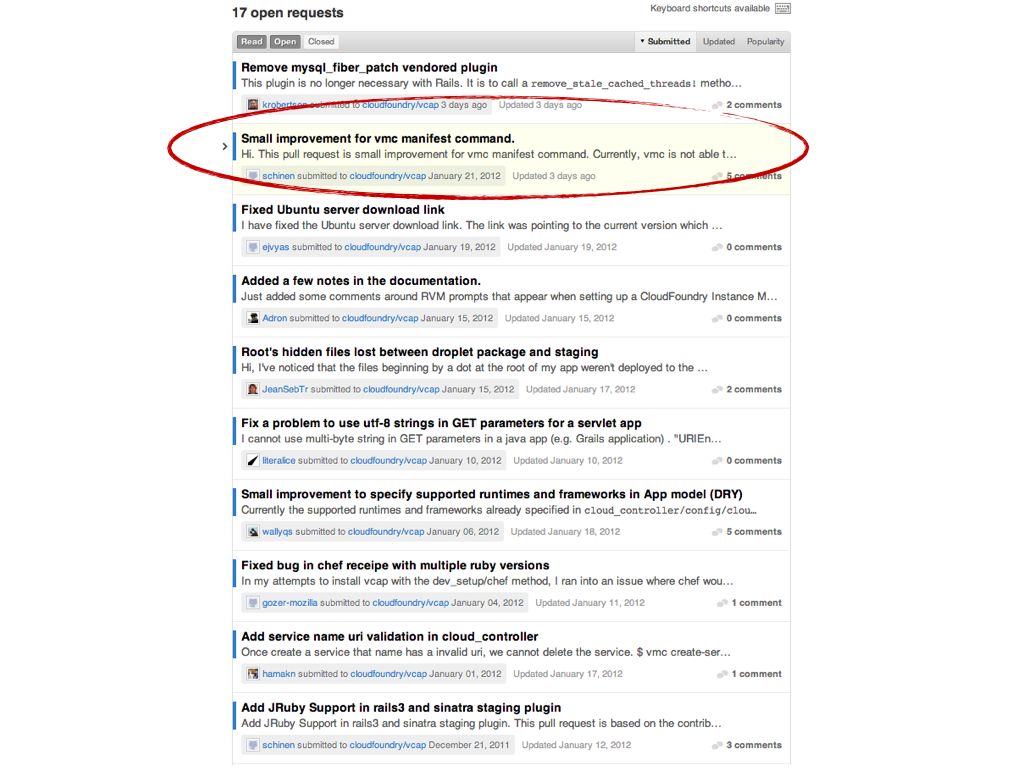 17 open requests
Keyboard shortcuts available
Read Open Closed
Submitted Updated Popularity
Remove mysql_fiber_patch vendored plugin
This plugin is no longer necessary with Rails. It is to call a remove_stale_cached_threads! metho…
krobertson submitted to cloudfoundry/vcap 3 days ago Updated 3 days ago 2 comments
Small improvement for vmc manifest command.
Hi. This pull request is small improvement for vmc manifest command. Currently, vmc is not able t…
schinen submitted to cloudfoundry/vcap January 21, 2012 Updated 3 days ago 5 comments
Fixed Ubuntu server download link
I have fixed the Ubuntu server download link. The link was pointing to the current version which …
ejvyas submitted to cloudfoundry/vcap January 19, 2012 Updated January 19, 2012 0 comments
Added a few notes in the documentation.
Just added some comments around RVM prompts that appear when setting up a CloudFoundry Instance M…
Adron submitted to cloudfoundry/vcap January 15, 2012 Updated January 15, 2012 0 comments
Root's hidden files lost between droplet package and staging
Hi, I've noticed that the files beginning by a dot at the root of my app weren't deployed to the …
JeanSebTr submitted to cloudfoundry/vcap January 15, 2012 Updated January 17, 2012 2 comments
Fix a problem to use utf-8 strings in GET parameters for a servlet app
I cannot use multi-byte string in GET parameters in a java app (e.g. Grails application) . "URIEn…
literalice submitted to cloudfoundry/vcap January 10, 2012 Updated January 10, 2012 0 comments
Small improvement to specify supported runtimes and frameworks in App model (DRY)
Currently the supported runtimes and frameworks already specified in cloud_controller/config/clou…
wallyqs submitted to cloudfoundry/vcap January 06, 2012 Updated January 18, 2012 5 comments
Fixed bug in chef receipe with multiple ruby versions
In my attempts to install vcap with the dev_setup/chef method, I ran into an issue where chef wou…
gozer-mozilla submitted to cloudfoundry/vcap January 04, 2012 Updated January 11, 2012 1 comment
Add service name uri validation in cloud_controller
Once create a service that name has a invalid uri, we cannot delete the service. $ vmc create-ser…
hamakn submitted to cloudfoundry/vcap January 01, 2012 Updated January 17, 2012 1 comment
Add JRuby Support in rails3 and sinatra staging plugin
Add JRuby Support in rails3 and sinatra staging plugin. This pull request is based on the contrib…
schinen submitted to cloudfoundry/vcap December 21, 2011 Updated January 12, 2012 3 comments